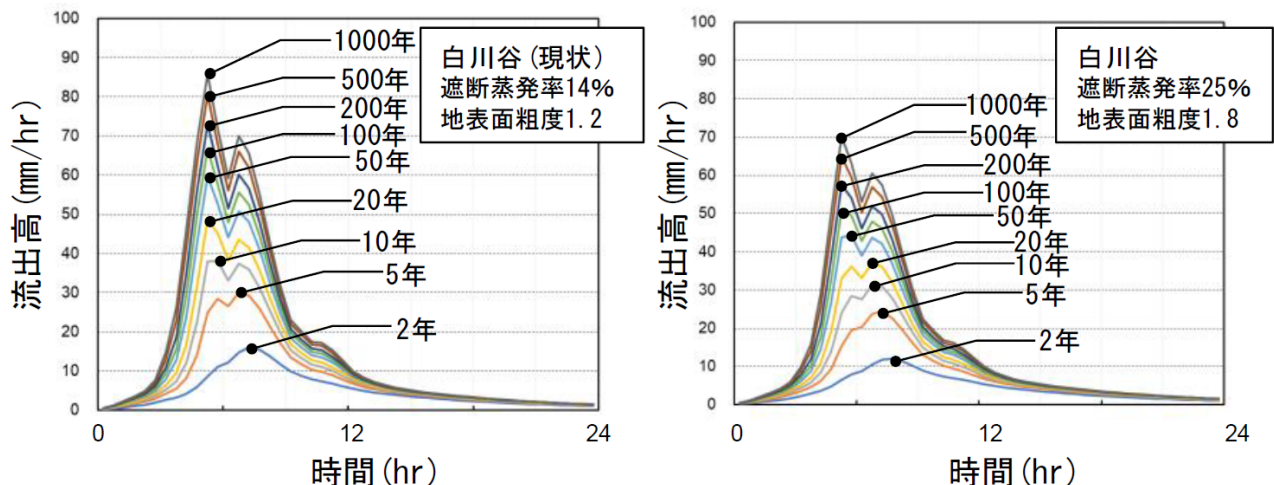 100
90
80
70
60
50
40
30
20
10
0
流出高(mm/hr)
1000年
500年
200年
100年
50年
20年
10年
5年
2年
白川谷(現状)
遮断蒸発率14%
地表面粗度1.2
0
12
24
時間(hr)
100
90
80
70
60
50
40
30
20
10
0
流出高(mm/hr)
1000年
500年
200年
100年
50年
20年
10年
5年
2年
白川谷
遮断蒸発率25%
地表面粗度1.8
0
12
24
時間(hr)